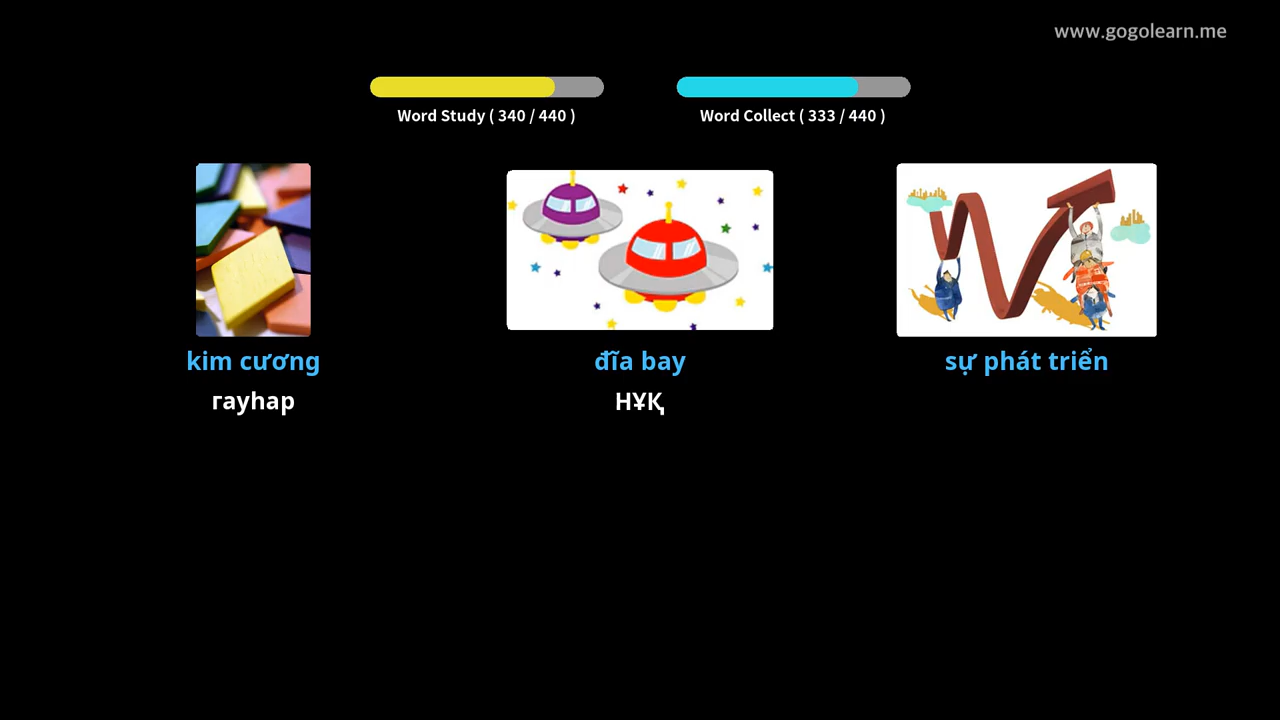 www.gogolearn.me
Word Study ( 340 / 440 )
Word Collect ( 333 / 440 )
kim cương
đĩa bay
sự phát triển
гауһар
НҰҚ